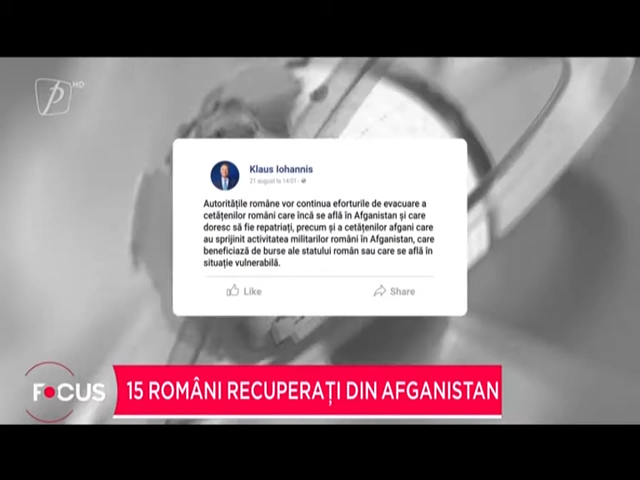 p HD
Klaus Iohannis
21 august la 14:01
Autoritățile române vor continua eforturile de evacuare a
cetățenilor români care încă se află în Afganistan și care
doresc să fie repatriați, precum și a cetățenilor afgani care
au sprijinit activitatea militarilor români în Afganistan, care
beneficiază de burse ale statului român sau care se află în
situație vulnerabilă.
Like Share
FOCUS 15 ROMÂNI RECUPERAȚI DIN AFGANISTAN